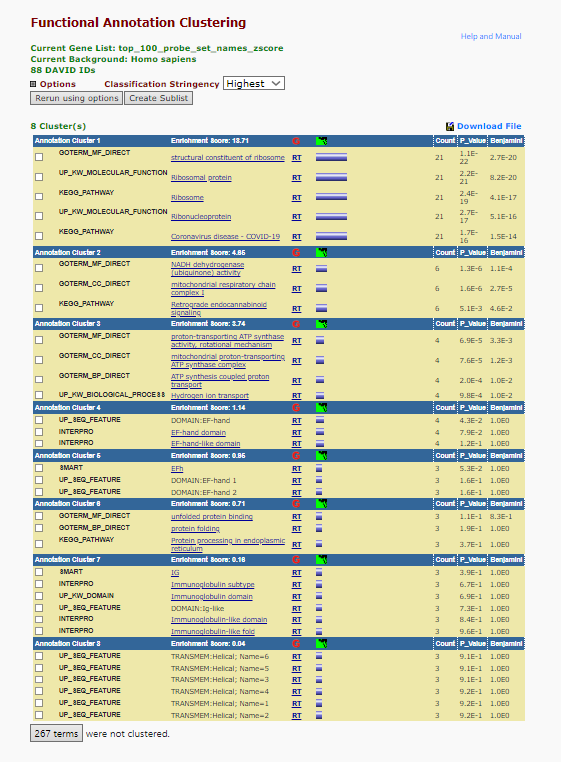 Functional Annotation Clustering
Help and Manual
Current Gene List: top_100_probe_set_names_zscore
Current Background: Homo sapiens
88 DAVID IDs
Options Classification Stringency Highest
Rerun using options Create Sublist
8 Cluster(s) Download File
Annotation Cluster 1 Enrichment Score: 13.71 G Count P_Value Benjamini
GOTERM_MF_DIRECT structural constituent of ribosome RT 21 1.1E-22 2.7E-20
UP_KW_MOLECULAR_FUNCTION Ribosomal protein RT 21 2.2E-21 8.2E-20
KEGG_PATHWAY Ribosome RT 21 2.4E-19 4.1E-17
UP_KW_MOLECULAR_FUNCTION Ribonucleoprotein RT 21 2.7E-17 5.1E-16
KEGG_PATHWAY Coronavirus disease - COVID-19 RT 21 1.7E-16 1.5E-14
Annotation Cluster 2 Enrichment Score: 4.65 G Count P_Value Benjamini
GOTERM_MF_DIRECT NADH dehydrogenase (ubiquinone) activity RT 6 1.3E-6 1.1E-4
GOTERM_CC_DIRECT mitochondrial respiratory chain complex I RT 6 1.6E-6 2.7E-5
KEGG_PATHWAY Retrograde endocannabinoid signaling RT 6 5.1E-3 4.6E-2
Annotation Cluster 3 Enrichment Score: 3.74 G Count P_Value Benjamini
GOTERM_MF_DIRECT proton-transporting ATP synthase activity, rotational mechanism RT 4 6.9E-5 3.3E-3
GOTERM_CC_DIRECT mitochondrial proton-transporting ATP synthase complex RT 4 7.6E-5 1.2E-3
GOTERM_BP_DIRECT ATP synthesis coupled proton transport RT 4 2.0E-4 1.0E-2
UP_KW_BIOLOGICAL_PROCESS Hydrogen ion transport RT 4 9.8E-4 1.0E-2
Annotation Cluster 4 Enrichment Score: 1.14 G Count P_Value Benjamini
UP_SEQ_FEATURE DOMAIN:EF-hand RT 4 4.3E-2 1.0E0
INTERPRO EF-hand domain RT 4 7.9E-2 1.0E0
INTERPRO EF-hand-like domain RT 4 1.2E-1 1.0E0
Annotation Cluster 5 Enrichment Score: 0.95 G Count P_Value Benjamini
SMART EFh RT 3 5.3E-2 1.0E0
UP_SEQ_FEATURE DOMAIN:EF-hand 1 RT 3 1.6E-1 1.0E0
UP_SEQ_FEATURE DOMAIN:EF-hand 2 RT 3 1.6E-1 1.0E0
Annotation Cluster 6 Enrichment Score: 0.71 G Count P_Value Benjamini
GOTERM_MF_DIRECT unfolded protein binding RT 3 1.1E-1 8.3E-1
GOTERM_BP_DIRECT protein folding RT 3 1.9E-1 1.0E0
KEGG_PATHWAY Protein processing in endoplasmic reticulum RT 3 3.7E-1 1.0E0
Annotation Cluster 7 Enrichment Score: 0.16 G Count P_Value Benjamini
SMART IG RT 3 3.9E-1 1.0E0
INTERPRO Immunoglobulin subtype RT 3 6.7E-1 1.0E0
UP_KW_DOMAIN Immunoglobulin domain RT 3 6.9E-1 1.0E0
UP_SEQ_FEATURE DOMAIN:Ig-like RT 3 7.3E-1 1.0E0
INTERPRO Immunoglobulin-like domain RT 3 8.4E-1 1.0E0
INTERPRO Immunoglobulin-like fold RT 3 9.6E-1 1.0E0
Annotation Cluster 8 Enrichment Score: 0.04 G Count P_Value Benjamini
UP_SEQ_FEATURE TRANSMEM:Helical; Name=6 RT 3 9.1E-1 1.0E0
UP_SEQ_FEATURE TRANSMEM:Helical; Name=5 RT 3 9.1E-1 1.0E0
UP_SEQ_FEATURE TRANSMEM:Helical; Name=3 RT 3 9.1E-1 1.0E0
UP_SEQ_FEATURE TRANSMEM:Helical; Name=4 RT 3 9.2E-1 1.0E0
UP_SEQ_FEATURE TRANSMEM:Helical; Name=1 RT 3 9.2E-1 1.0E0
UP_SEQ_FEATURE TRANSMEM:Helical; Name=2 RT 3 9.2E-1 1.0E0
267 terms were not clustered.